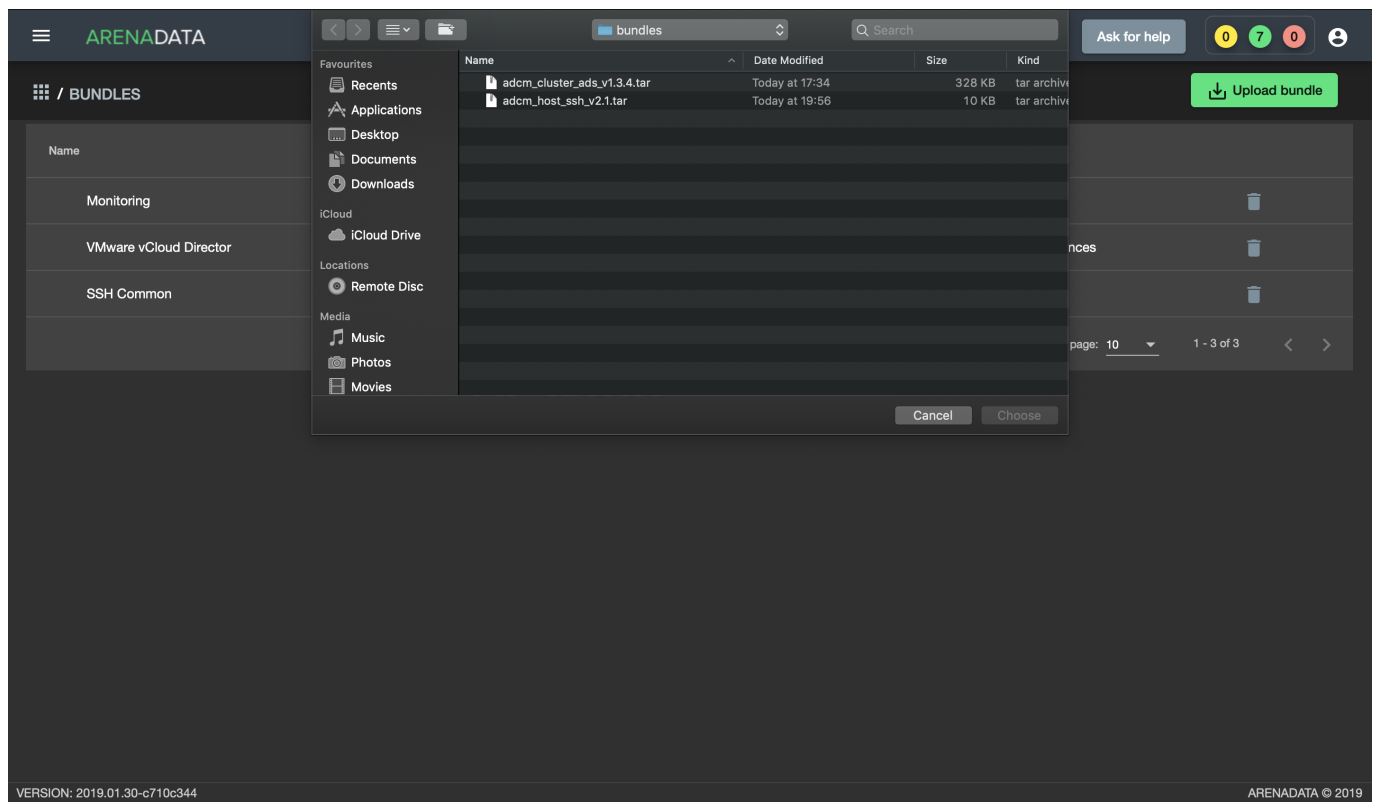 ARENADATA
bundles
Search
Ask for help
0 7 0
/ BUNDLES
Upload bundle
Favourites
Recents
Applications
Desktop
Documents
Downloads
iCloud
iCloud Drive
Locations
Remote Disc
Media
Music
Photos
Movies
Name Date Modified Size Kind
adcm_cluster_ads_v1.3.4.tar Today at 17:34 328 KB tar archive
adcm_host_ssh_v2.1.tar Today at 19:56 10 KB tar archive
Cancel Choose
Name
Monitoring
VMware vCloud Director nces
SSH Common
page: 10 1 - 3 of 3
VERSION: 2019.01.30-c710c344 ARENADATA © 2019